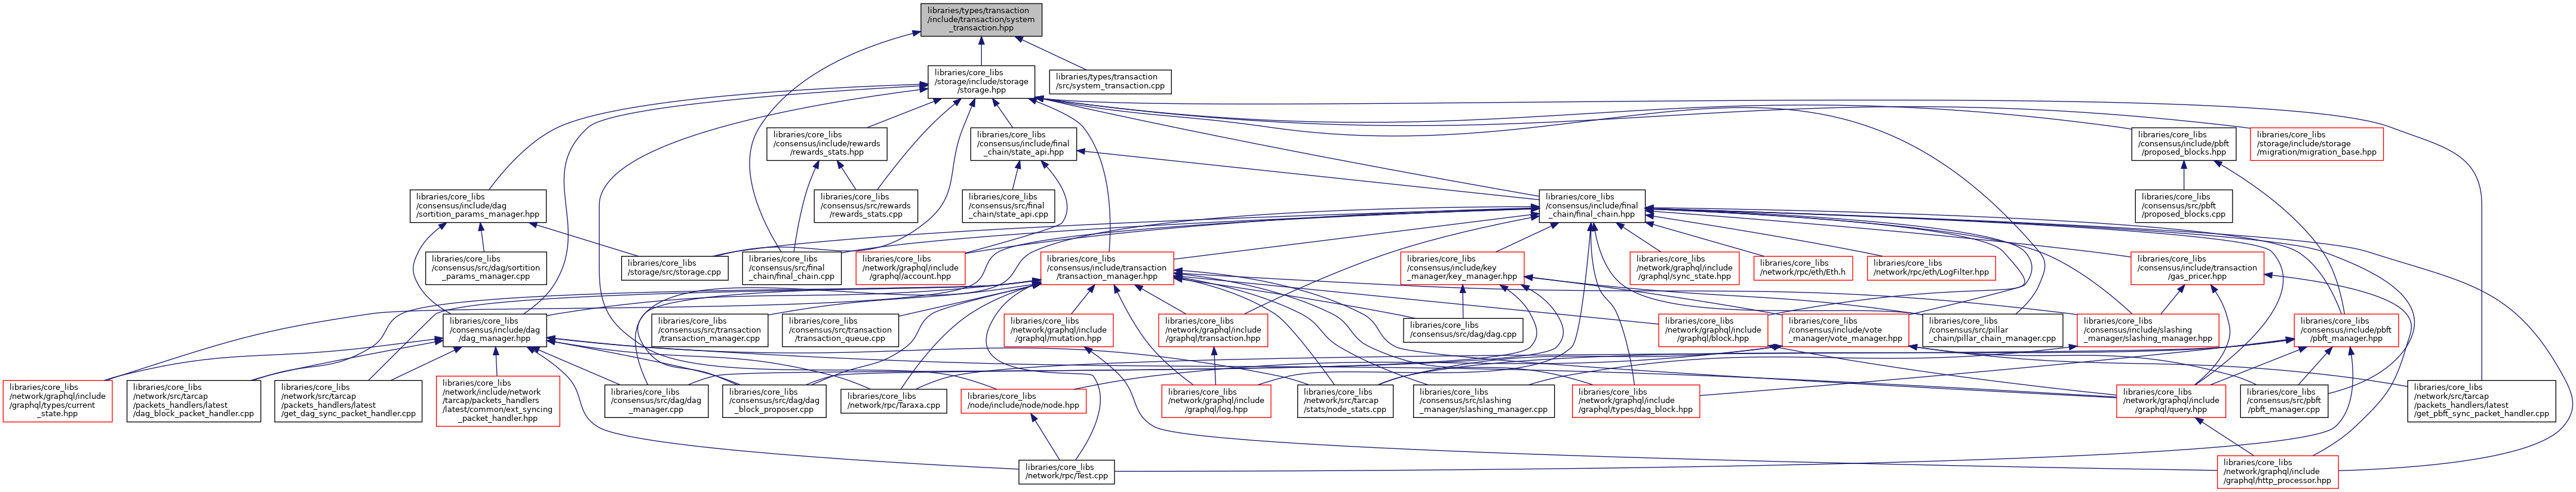 libraries/types/transaction
/include/transaction/system
_transaction.hpp
libraries/core_libs
/storage/include/storage
/storage.hpp
libraries/types/transaction
/src/system_transaction.cpp
libraries/core_libs
/consensus/include/rewards
/rewards_stats.hpp
libraries/core_libs
/consensus/include/final
_chain/state_api.hpp
libraries/core_libs
/consensus/include/pbft
/proposed_blocks.hpp
libraries/core_libs
/storage/include/storage
/migration/migration_base.hpp
libraries/core_libs
/consensus/include/dag
/sortition_params_manager.hpp
libraries/core_libs
/consensus/src/rewards
/rewards_stats.cpp
libraries/core_libs
/consensus/src/final
_chain/state_api.cpp
libraries/core_libs
/consensus/include/final
_chain/final_chain.hpp
libraries/core_libs
/consensus/src/pbft
/proposed_blocks.cpp
libraries/core_libs
/consensus/src/dag/sortition
_params_manager.cpp
libraries/core_libs
/storage/src/storage.cpp
libraries/core_libs
/consensus/src/final
_chain/final_chain.cpp
libraries/core_libs
/network/graphql/include
/graphql/account.hpp
libraries/core_libs
/consensus/include/transaction
/transaction_manager.hpp
libraries/core_libs
/consensus/include/key
_manager/key_manager.hpp
libraries/core_libs
/network/graphql/include
/graphql/sync_state.hpp
libraries/core_libs
/network/rpc/eth/Eth.h
libraries/core_libs
/network/rpc/eth/LogFilter.hpp
libraries/core_libs
/consensus/include/transaction
/gas_pricer.hpp
libraries/core_libs
/consensus/include/dag
/dag_manager.hpp
libraries/core_libs
/consensus/src/transaction
/transaction_manager.cpp
libraries/core_libs
/consensus/src/transaction
/transaction_queue.cpp
libraries/core_libs
/network/graphql/include
/graphql/mutation.hpp
libraries/core_libs
/network/graphql/include
/graphql/transaction.hpp
libraries/core_libs
/consensus/src/dag/dag.cpp
libraries/core_libs
/network/graphql/include
/graphql/block.hpp
libraries/core_libs
/consensus/include/vote
_manager/vote_manager.hpp
libraries/core_libs
/consensus/src/pillar
_chain/pillar_chain_manager.cpp
libraries/core_libs
/consensus/include/slashing
_manager/slashing_manager.hpp
libraries/core_libs
/consensus/include/pbft
/pbft_manager.hpp
libraries/core_libs
/network/graphql/include
/graphql/types/current
_state.hpp
libraries/core_libs
/network/src/tarcap
/packets_handlers/latest
/dag_block_packet_handler.cpp
libraries/core_libs
/network/src/tarcap
/packets_handlers/latest
/get_dag_sync_packet_handler.cpp
libraries/core_libs
/network/include/network
/tarcap/packets_handlers
/latest/common/ext_syncing
_packet_handler.hpp
libraries/core_libs
/consensus/src/dag/dag
_manager.cpp
libraries/core_libs
/consensus/src/dag/dag
_block_proposer.cpp
libraries/core_libs
/network/rpc/Taraxa.cpp
libraries/core_libs
/node/include/node/node.hpp
libraries/core_libs
/network/graphql/include
/graphql/log.hpp
libraries/core_libs
/network/src/tarcap
/stats/node_stats.cpp
libraries/core_libs
/consensus/src/slashing
_manager/slashing_manager.cpp
libraries/core_libs
/network/graphql/include
/graphql/types/dag_block.hpp
libraries/core_libs
/network/graphql/include
/graphql/query.hpp
libraries/core_libs
/consensus/src/pbft
/pbft_manager.cpp
libraries/core_libs
/network/src/tarcap
/packets_handlers/latest
/get_pbft_sync_packet_handler.cpp
libraries/core_libs
/network/rpc/Test.cpp
libraries/core_libs
/network/graphql/include
/graphql/http_processor.hpp